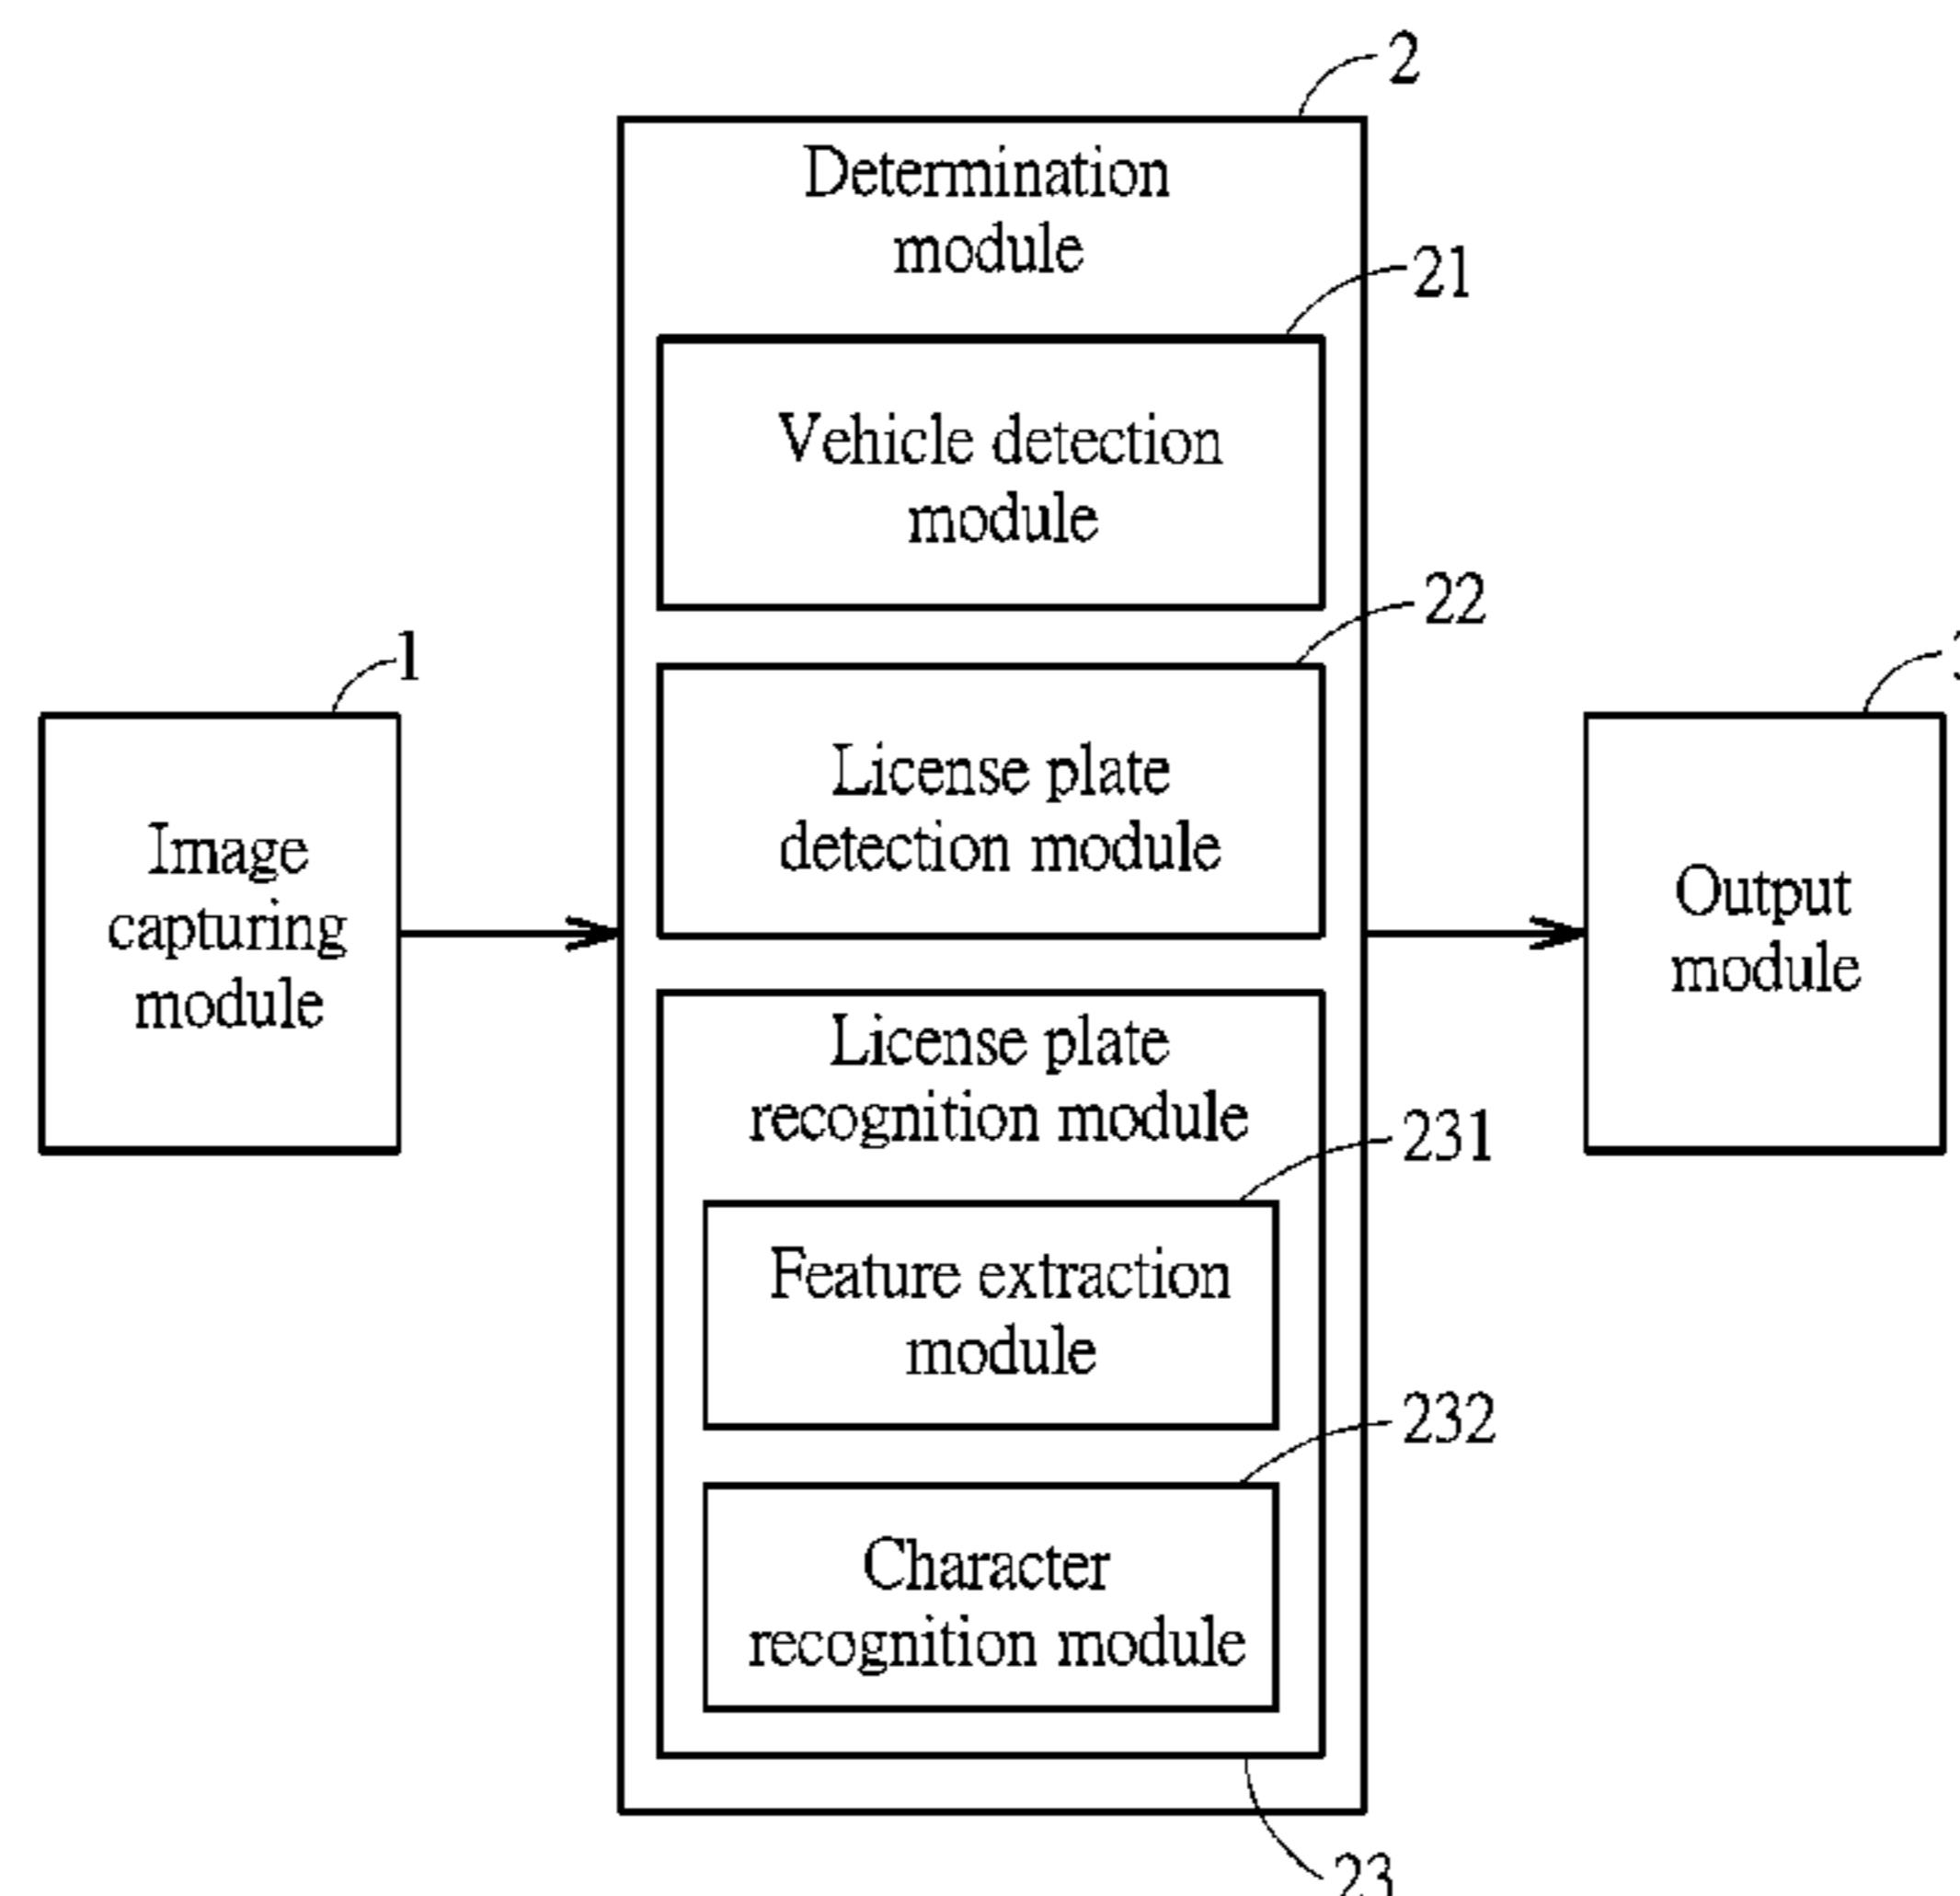 2
Determination
module
21
Vehicle detection
module
22
License plate
detection module
License plate
recognition module
231
Feature extraction
module
232
Character
recognition module
23
1
Image
capturing
module
Output
module